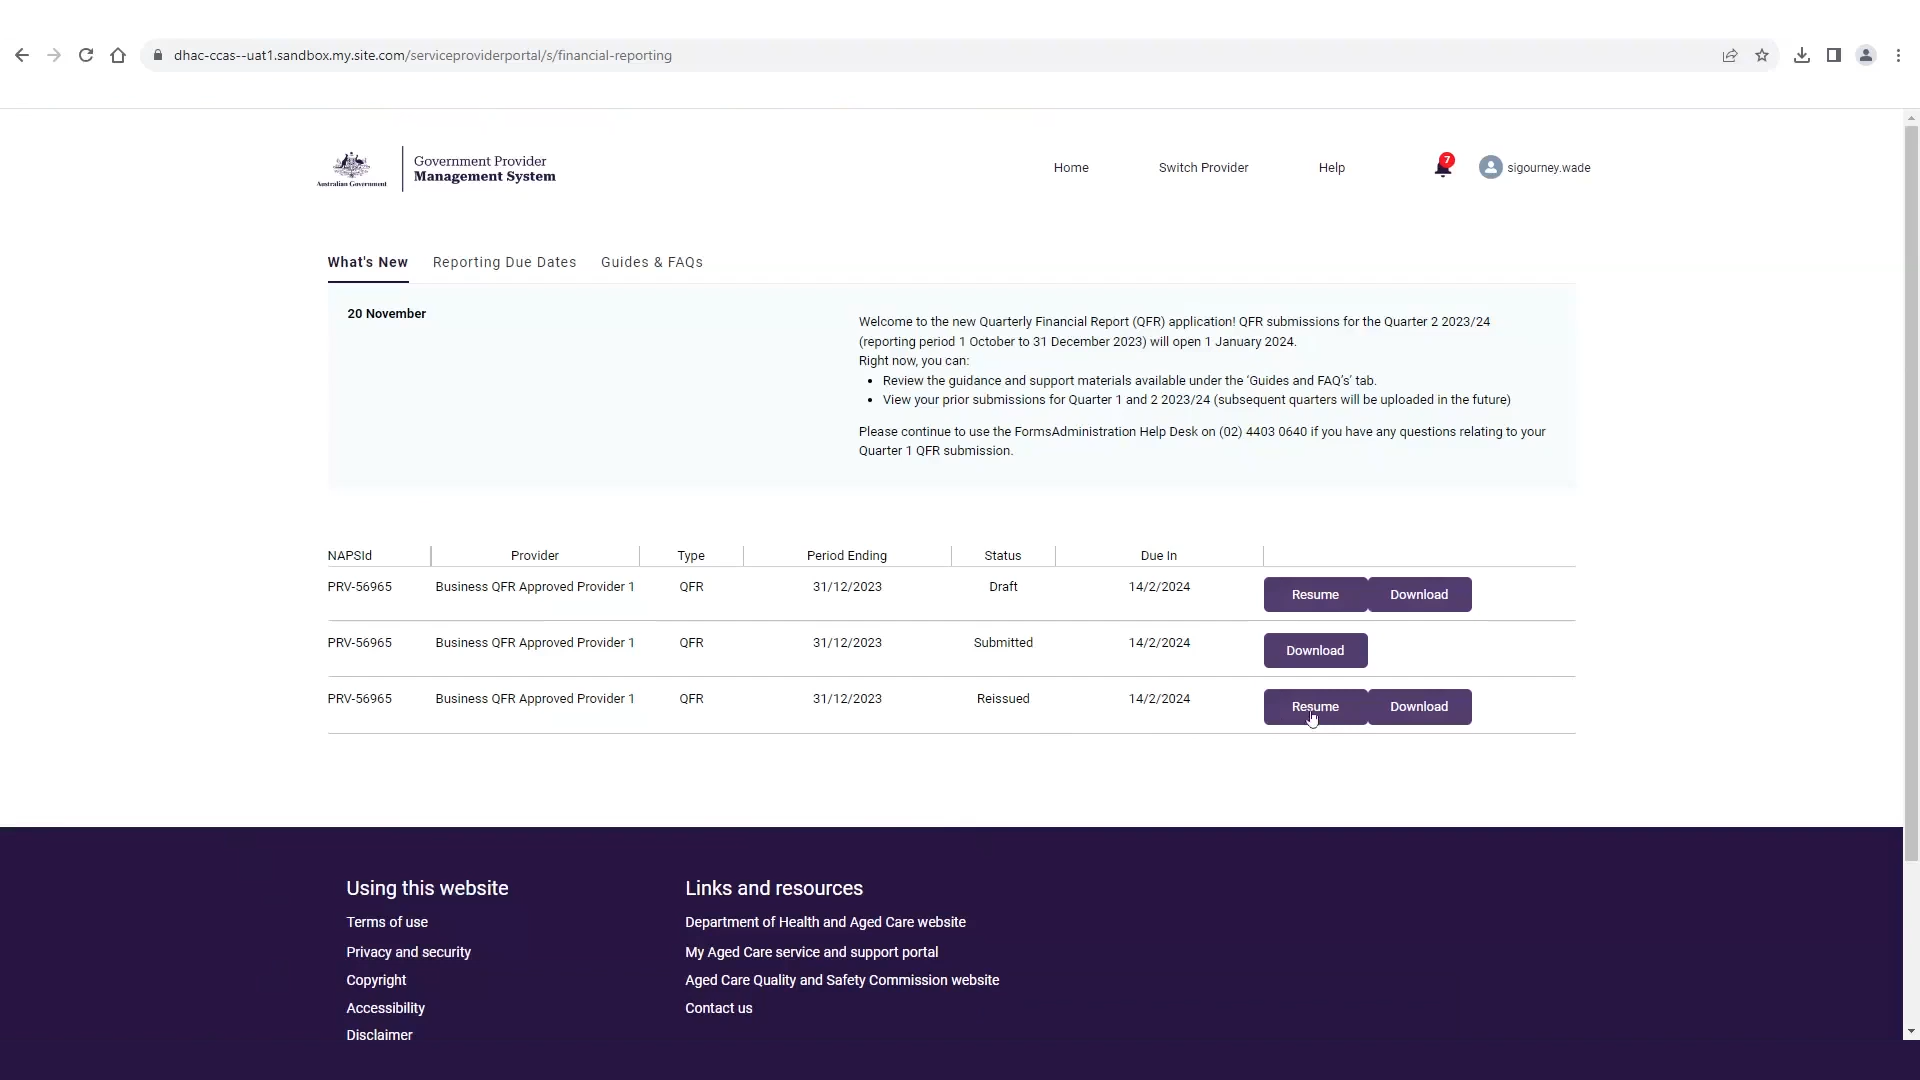 dhac-ccas--uat1.sandbox.my.site.com/serviceproviderportal/s/financial-reporting
Australian Government
Government Provider
Management System
Home
Switch Provider
Help
7
sigourney.wade
What's New
Reporting Due Dates
Guides & FAQs
20 November
Welcome to the new Quarterly Financial Report (QFR) application! QFR submissions for the Quarter 2 2023/24
(reporting period 1 October to 31 December 2023) will open 1 January 2024.
Right now, you can:
• Review the guidance and support materials available under the ‘Guides and FAQ’s’ tab.
• View your prior submissions for Quarter 1 and 2 2023/24 (subsequent quarters will be uploaded in the future)
Please continue to use the FormsAdministration Help Desk on (02) 4403 0640 if you have any questions relating to your
Quarter 1 QFR submission.
NAPSId Provider Type Period Ending Status Due In
PRV-56965 Business QFR Approved Provider 1 QFR 31/12/2023 Draft 14/2/2024 Resume Download
PRV-56965 Business QFR Approved Provider 1 QFR 31/12/2023 Submitted 14/2/2024 Download
PRV-56965 Business QFR Approved Provider 1 QFR 31/12/2023 Reissued 14/2/2024 Resume Download
Using this website
Terms of use
Privacy and security
Copyright
Accessibility
Disclaimer
Links and resources
Department of Health and Aged Care website
My Aged Care service and support portal
Aged Care Quality and Safety Commission website
Contact us